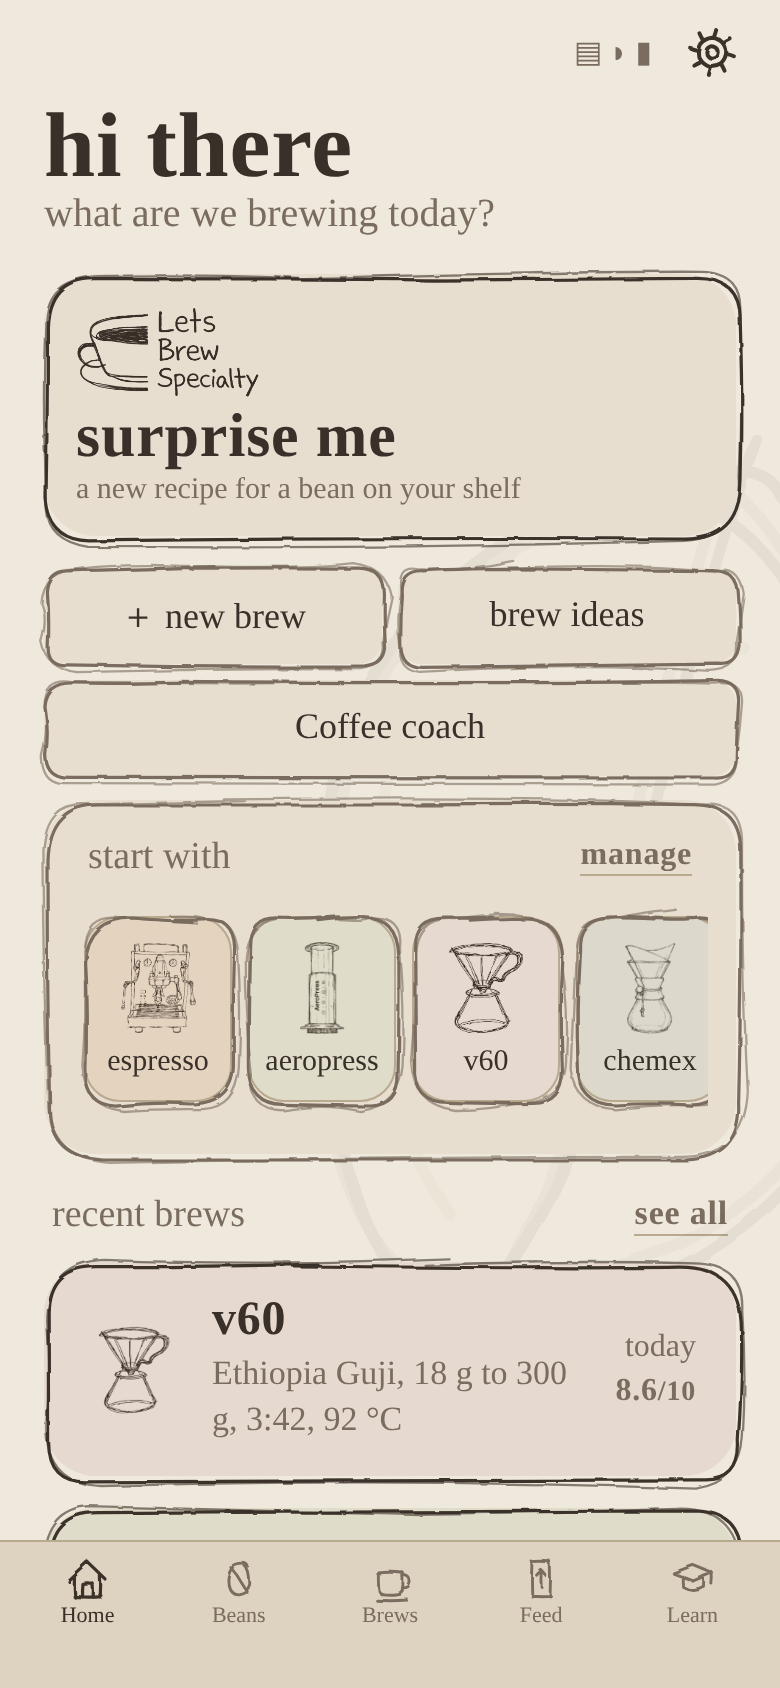 hi there
what are we brewing today?
Lets
Brew
Specialty
surprise me
a new recipe for a bean on your shelf
+ new brew
brew ideas
Coffee coach
start with
manage
AeroPress
espresso
aeropress
v60
chemex
recent brews
see all
v60
Ethiopia Guji, 18 g to 300
g, 3:42, 92 °C
today
8.6/10
Home
Beans
Brews
Feed
Learn